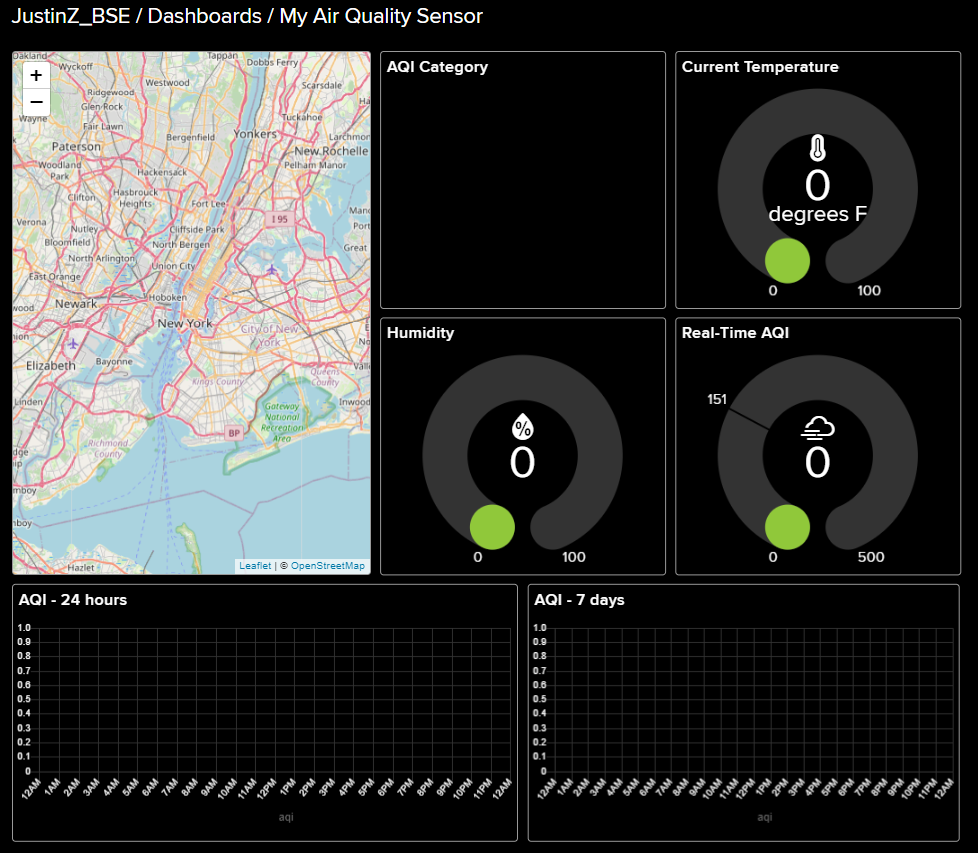 JustinZ_BSE / Dashboards / My Air Quality Sensor
Oakland
Wyckoff
Tappan
Dobbs Ferry
+
−
Ridgewood
Westwood
Scarsdale
Glen Rock
Wayne
Fair Lawn
Tuckahoe
Paterson
Bergenfield
Yonkers
Larchmon
New Rochelle
Woodland
Park
Hackensack
Pelham Manor
Clifton
Hasbrouck
Heights
Fort Lee
Verona
Nutley
Cliffside Park
I 95
Bloomfield
North Bergen
Port
North Arlington
Union City
Great
East Orange
Newark
Hoboken
New York
City of New
York
Elizabeth
Bayonne
Kings County
Queens
County
Linden
Gateway
National
Recreation
Area
Inwood
BP
Richmond
County
Hazlet
Leaflet | © OpenStreetMap
AQI Category
Current Temperature
0
degrees F
0
100
Humidity
%
0
0
100
Real-Time AQI
151
0
0
500
AQI - 24 hours
1.0
0.9
0.8
0.7
0.6
0.5
0.4
0.3
0.2
0.1
0
12AM 1AM 2AM 3AM 4AM 5AM 6AM 7AM 8AM 9AM 10AM 11AM 12PM 1PM 2PM 3PM 4PM 5PM 6PM 7PM 8PM 9PM 10PM 11PM 12AM
aqi
AQI - 7 days
1.0
0.9
0.8
0.7
0.6
0.5
0.4
0.3
0.2
0.1
0
12AM 1AM 2AM 3AM 4AM 5AM 6AM 7AM 8AM 9AM 10AM 11AM 12PM 1PM 2PM 3PM 4PM 5PM 6PM 7PM 8PM 9PM 10PM 11PM 12AM
aqi